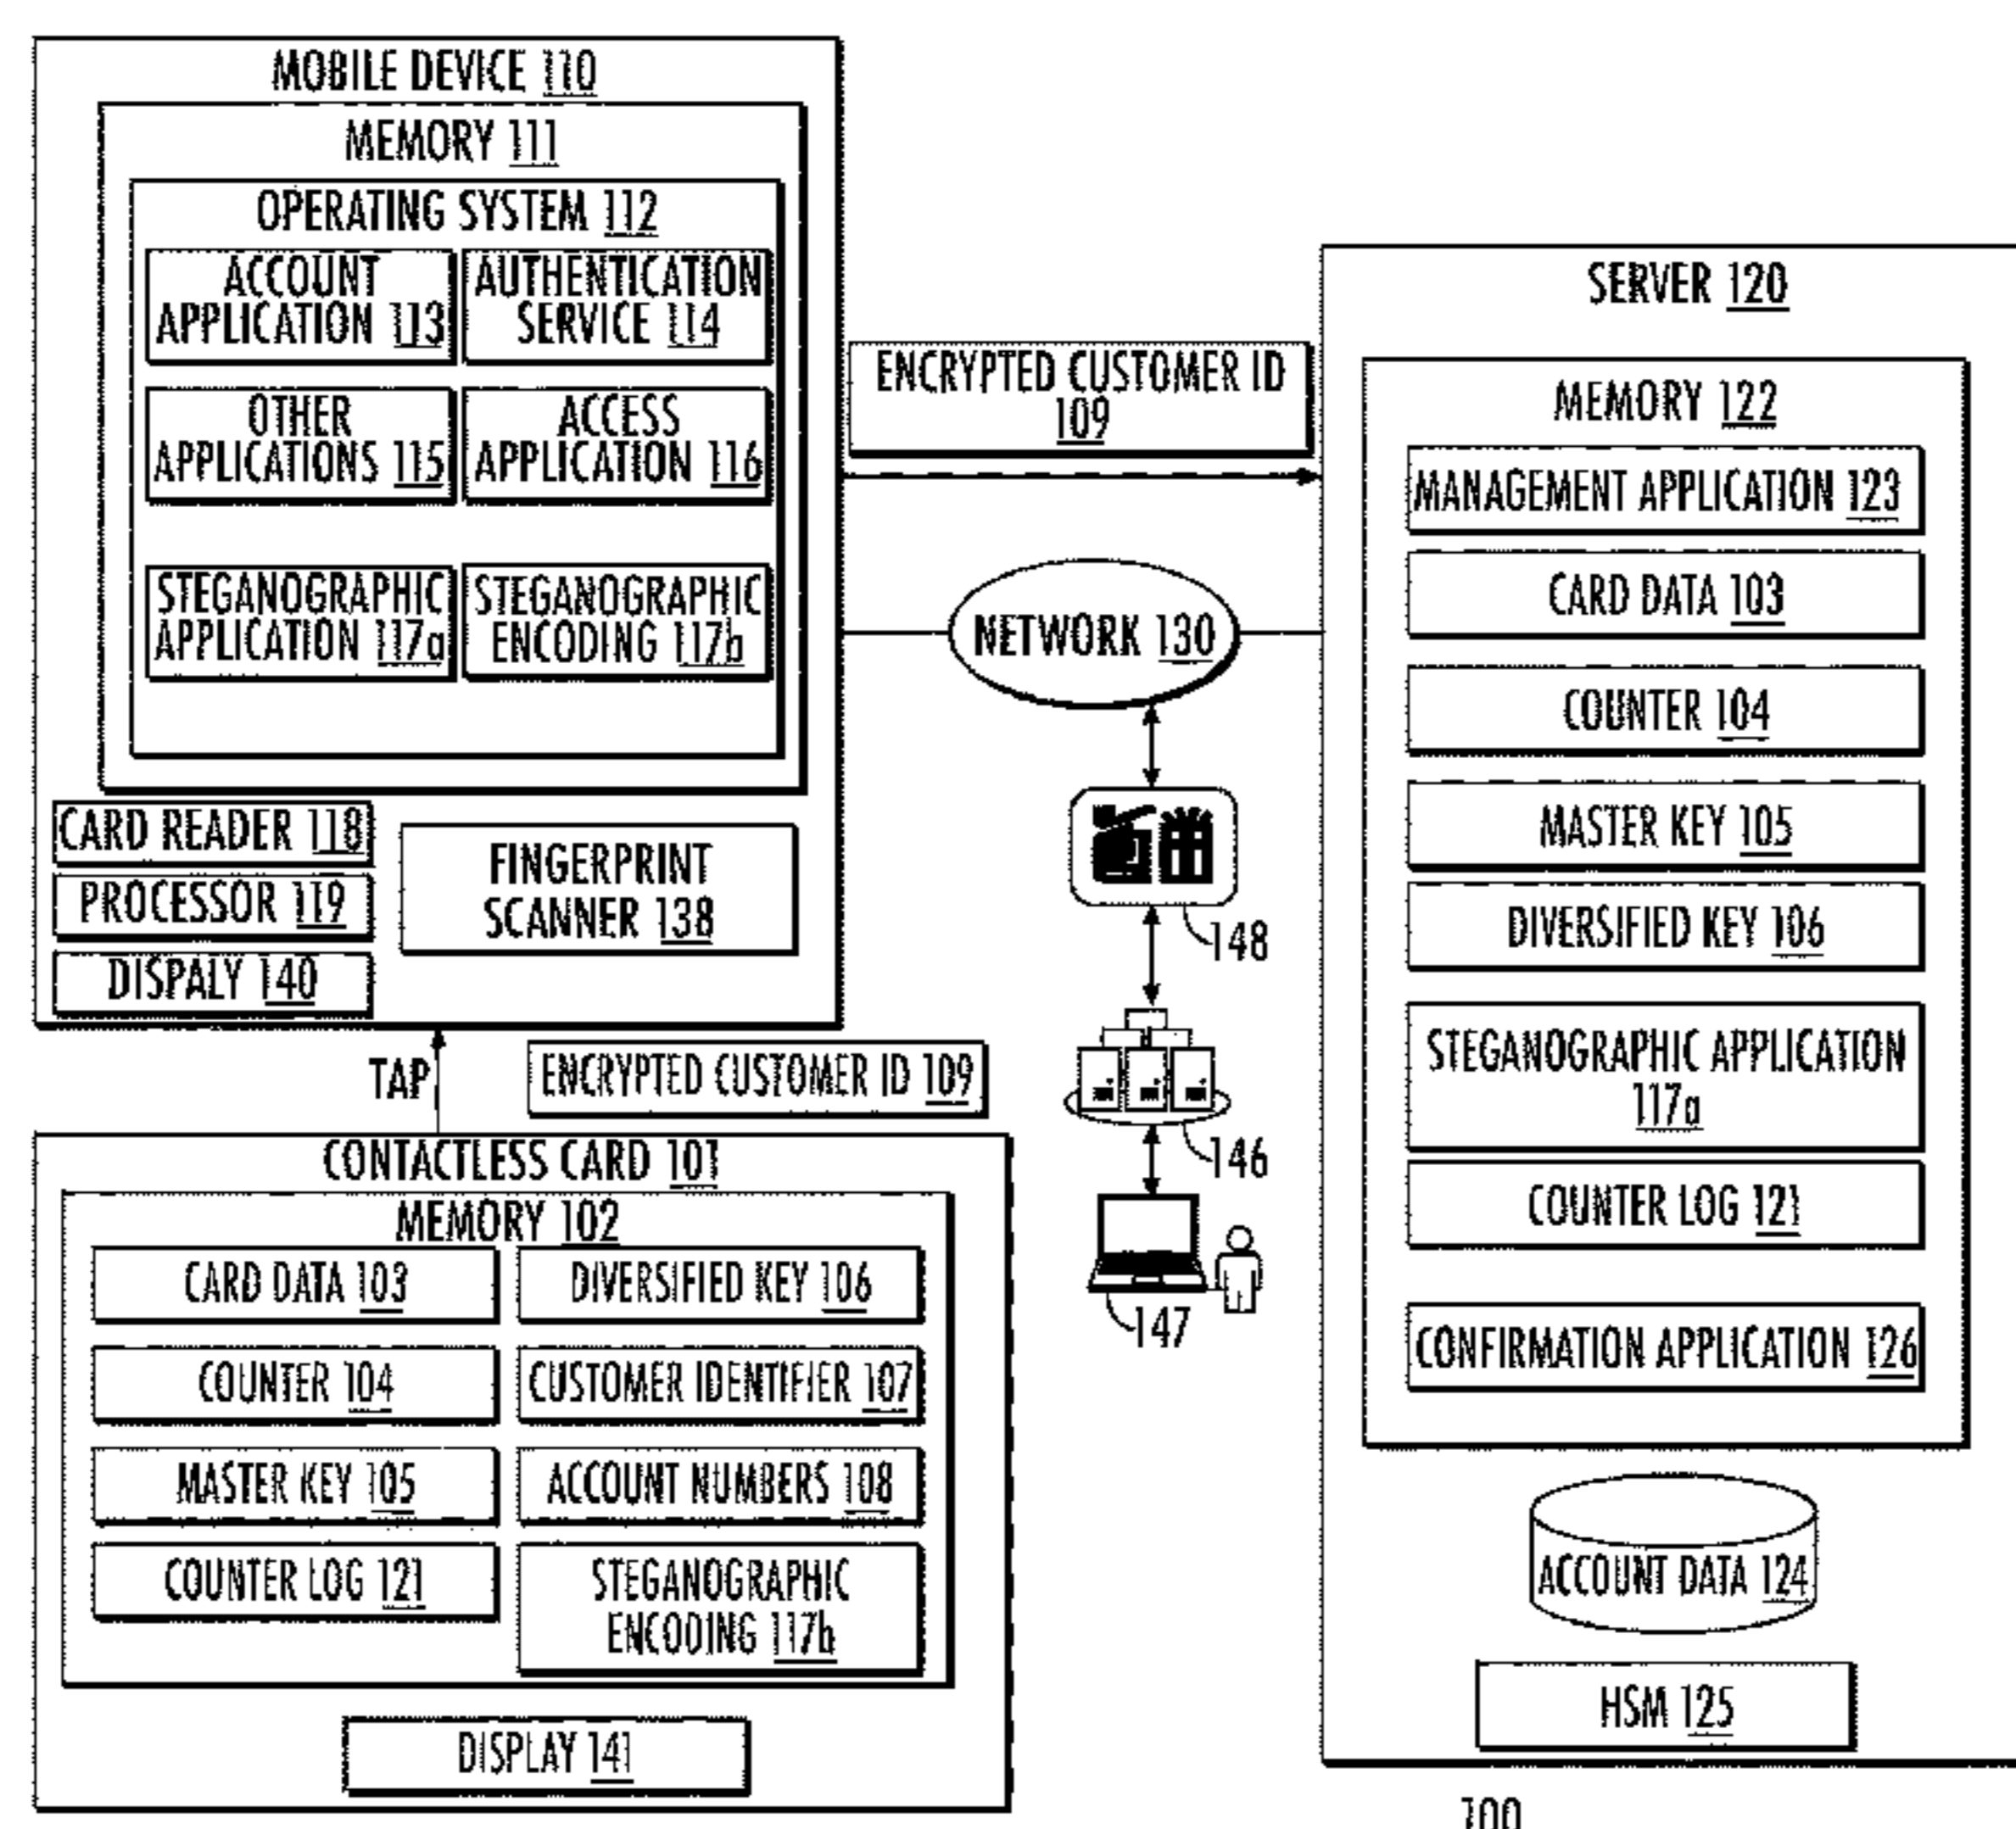 MOBILE DEVICE 110
MEMORY 111
OPERATING SYSTEM 112
ACCOUNT
APPLICATION 113
AUTHENTICATION
SERVICE 114
OTHER
APPLICATIONS 115
ACCESS
APPLICATION 116
STEGANOGRAPHIC
APPLICATION 117a
STEGANOGRAPHIC
ENCODING 117b
CARD READER 118
PROCESSOR 119
DISPALY 140
FINGERPRINT
SCANNER 138
TAP
ENCRYPTED CUSTOMER ID 109
CONTACTLESS CARD 101
MEMORY 102
CARD DATA 103
DIVERSIFIED KEY 106
COUNTER 104
CUSTOMER IDENTIFIER 107
MASTER KEY 105
ACCOUNT NUMBERS 108
COUNTER LOG 121
STEGANOGRAPHIC
ENCODING 117b
DISPLAY 141
ENCRYPTED CUSTOMER ID
109
NETWORK 130
148
146
147
SERVER 120
MEMORY 122
MANAGEMENT APPLICATION 123
CARD DATA 103
COUNTER 104
MASTER KEY 105
DIVERSIFIED KEY 106
STEGANOGRAPHIC APPLICATION
117a
COUNTER LOG 121
CONFIRMATION APPLICATION 126
ACCOUNT DATA 124
HSM 125
100